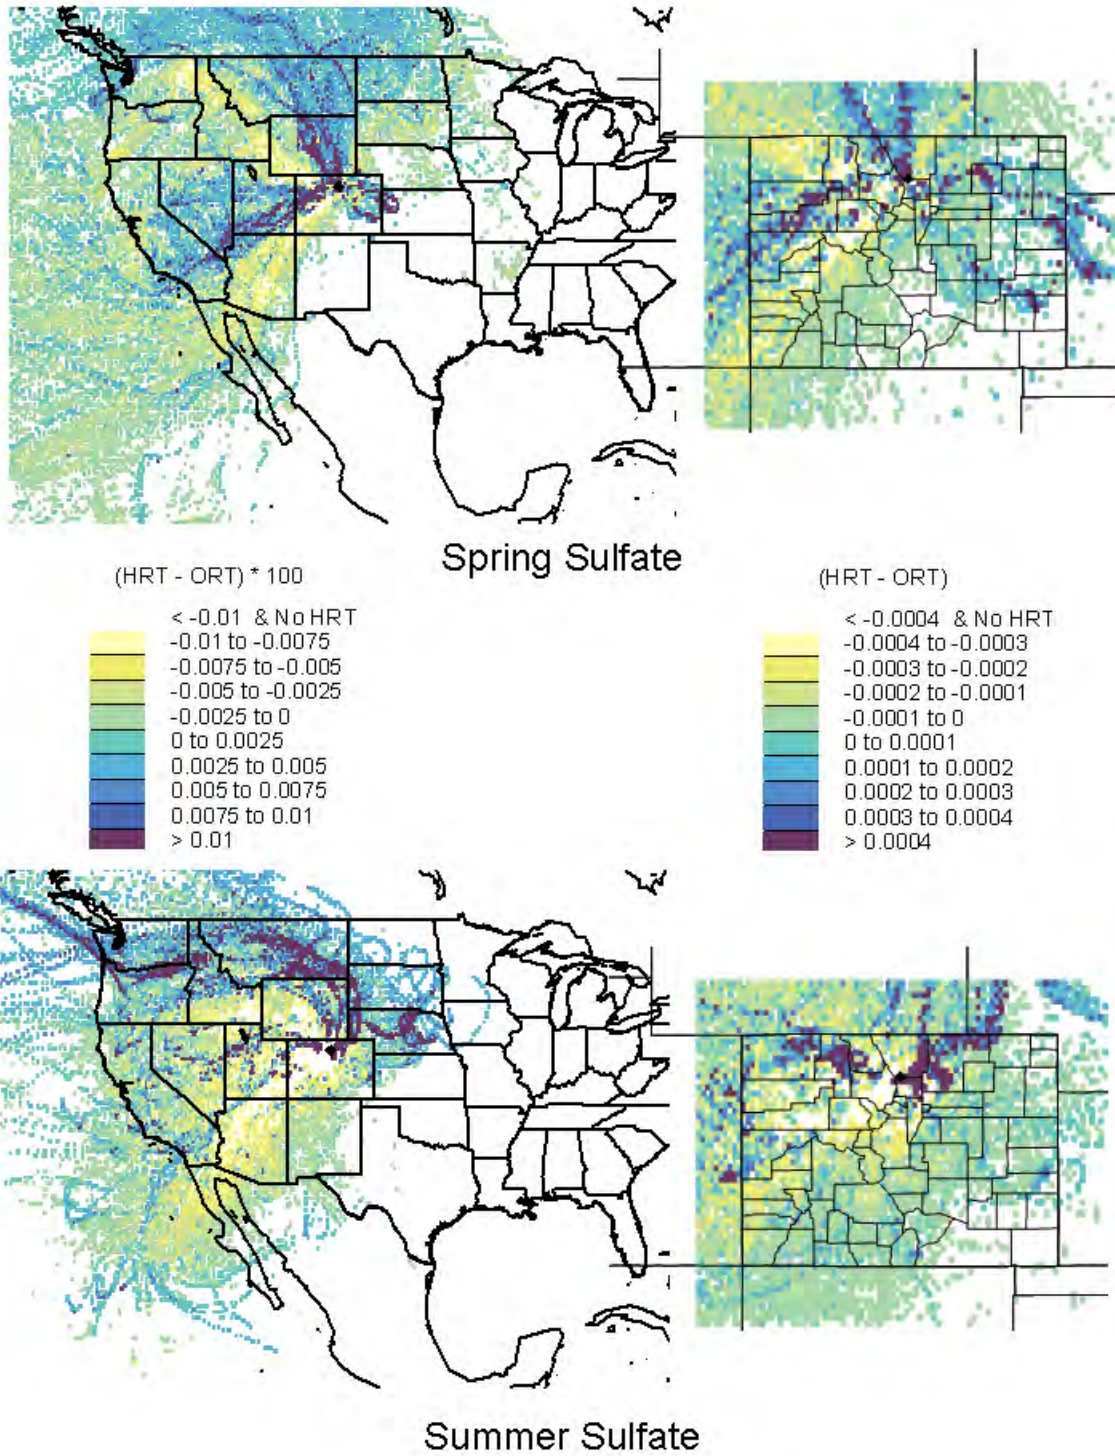 Spring Sulfate
(HRT - ORT) * 100
< -0.01 & No HRT
-0.01 to -0.0075
-0.0075 to -0.005
-0.005 to -0.0025
-0.0025 to 0
0 to 0.0025
0.0025 to 0.005
0.005 to 0.0075
0.0075 to 0.01
> 0.01
(HRT - ORT)
< -0.0004 & No HRT
-0.0004 to -0.0003
-0.0003 to -0.0002
-0.0002 to -0.0001
-0.0001 to 0
0 to 0.0001
0.0001 to 0.0002
0.0002 to 0.0003
0.0003 to 0.0004
> 0.0004
Summer Sulfate